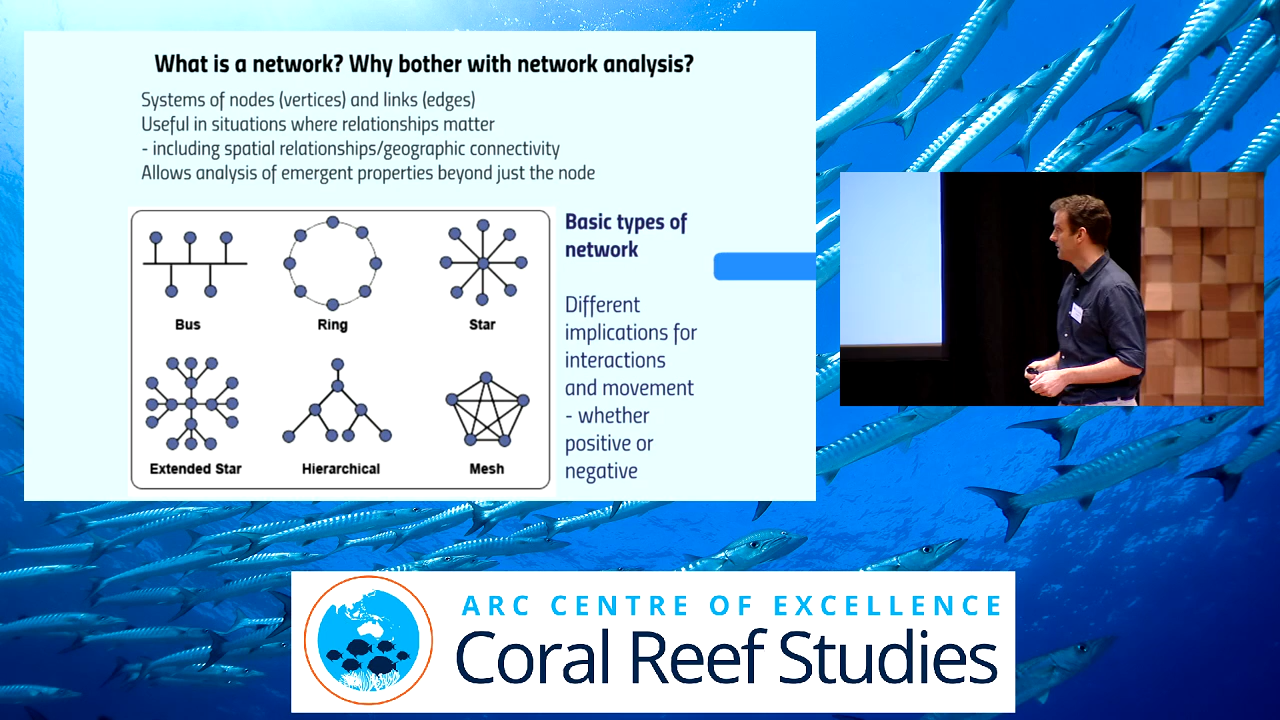 What is a network? Why bother with network analysis?
Systems of nodes (vertices) and links (edges)
Useful in situations where relationships matter
- including spatial relationships/geographic connectivity
Allows analysis of emergent properties beyond just the node
Bus
Ring
Star
Extended Star
Hierarchical
Mesh
Basic types of
network
Different
implications for
interactions
and movement
- whether
positive or
negative
ARC CENTRE OF EXCELLENCE
Coral Reef Studies